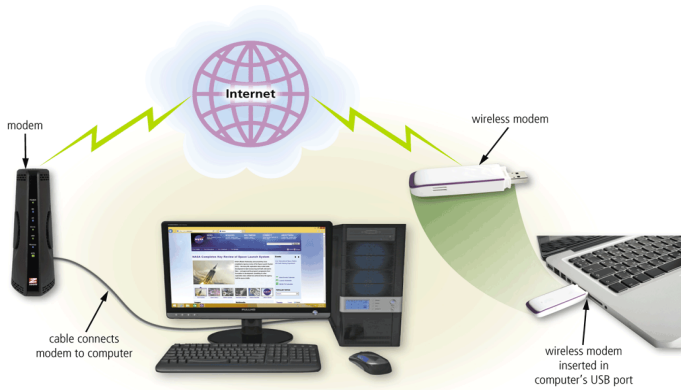 Internet
modem
wireless modem
cable connects
modem to computer
wireless modem
inserted in
computer's USB port